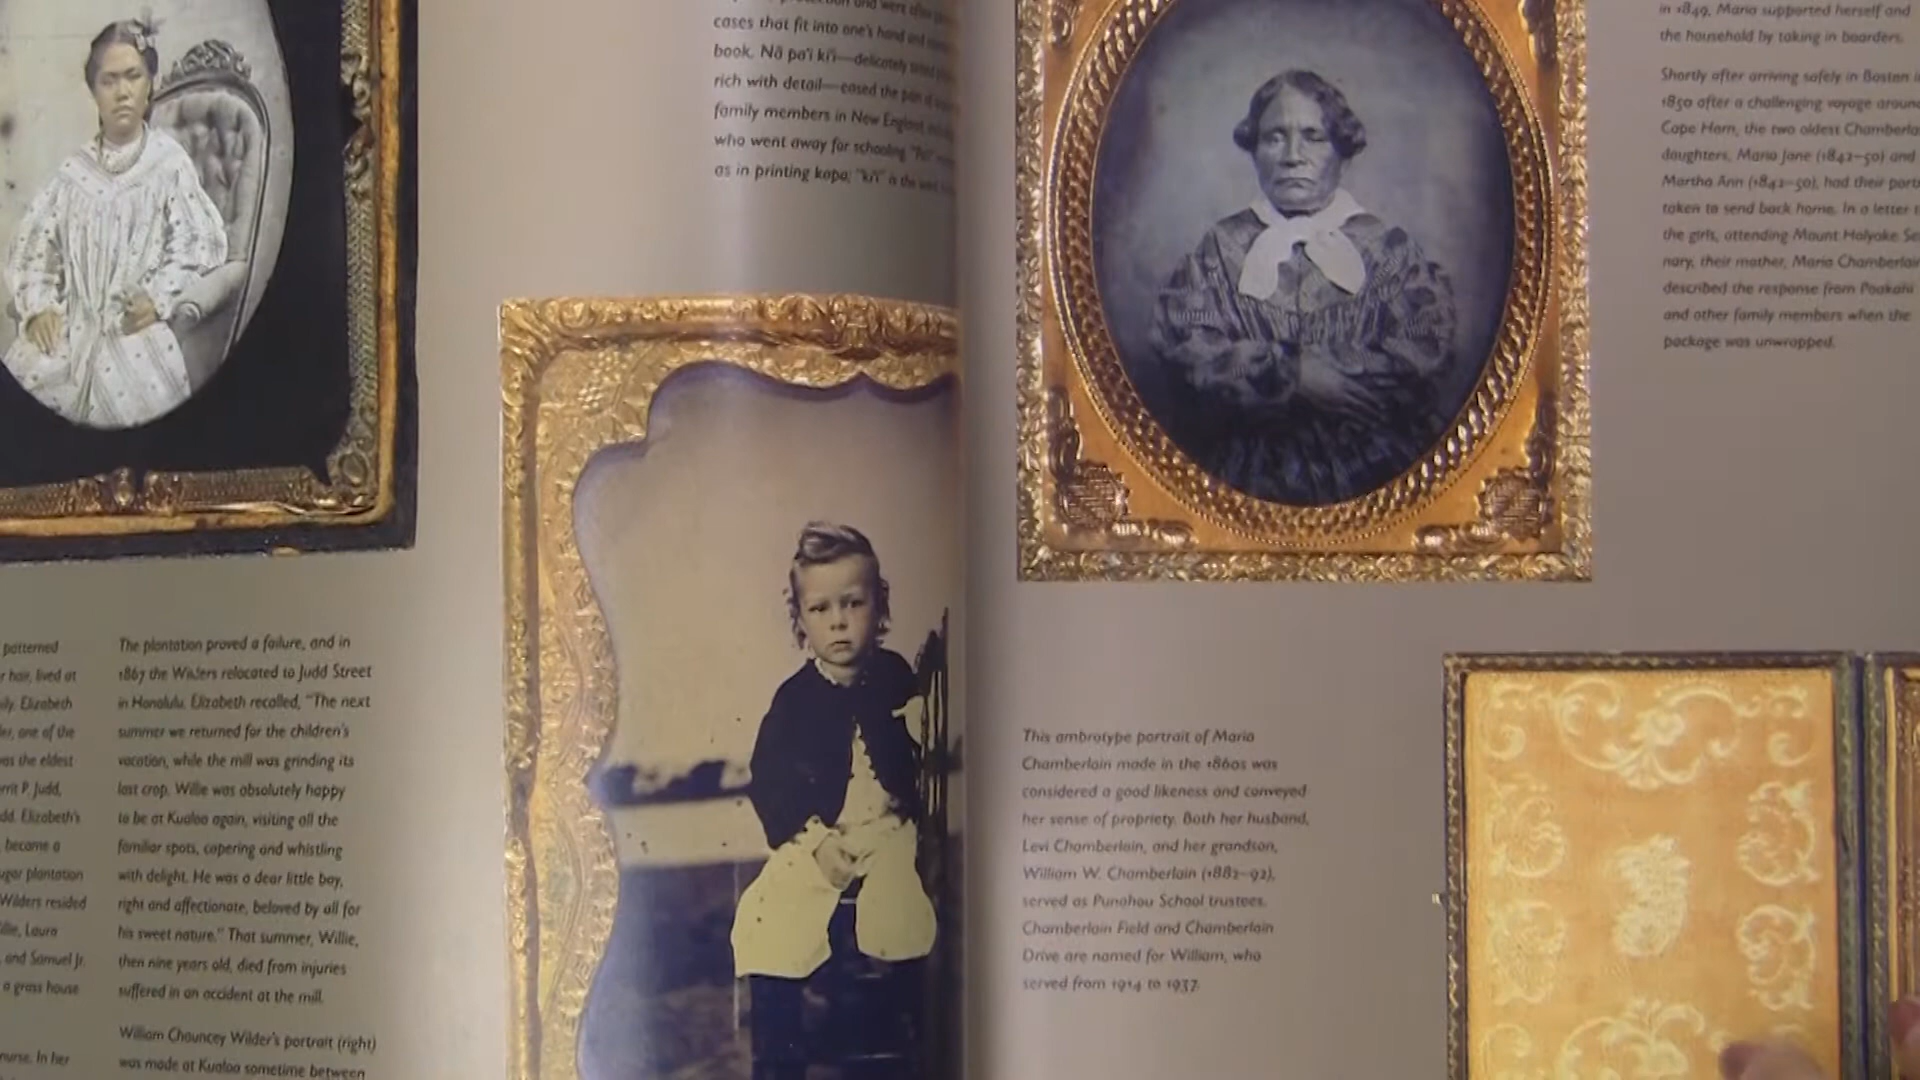 cases that fit into one's hand and
book. Nā pa'i ki'i—delicately
rich with detail—eased the pain of
family members in New England,
who went away for schooling. "Pa'i"
as in printing kapa; "ki'i" is the
patterned
r hair, lived at
ily. Elizabeth
er, one of the
as the eldest
rrit P. Judd,
dd. Elizabeth's
became a
ugar plantation
Wilders resided
llie, Laura
and Samuel Jr.
a grass house
nurse. In her
The plantation proved a failure, and in
1867 the Wilders relocated to Judd Street
in Honolulu. Elizabeth recalled, "The next
summer we returned for the children's
vacation, while the mill was grinding its
last crop. Willie was absolutely happy
to be at Kualoa again, visiting all the
familiar spots, capering and whistling
with delight. He was a dear little boy,
right and affectionate, beloved by all for
his sweet nature." That summer, Willie,
then nine years old, died from injuries
suffered in an accident at the mill.
William Chauncey Wilder's portrait (right)
was made at Kualoa sometime between
in 1849, Maria supported herself and
the household by taking in boarders.
Shortly after arriving safely in Boston in
1850 after a challenging voyage around
Cape Horn, the two oldest Chamberla
daughters, Maria Jane (1842–50) and
Martha Ann (1842–50), had their portr
taken to send back home. In a letter t
the girls, attending Mount Holyoke Se
nary, their mother, Maria Chamberlain
described the response from Poakahi
and other family members when the
package was unwrapped.
This ambrotype portrait of Maria
Chamberlain made in the 1860s was
considered a good likeness and conveyed
her sense of propriety. Both her husband,
Levi Chamberlain, and her grandson,
William W. Chamberlain (1882–92),
served as Punahou School trustees.
Chamberlain Field and Chamberlain
Drive are named for William, who
served from 1914 to 1937.